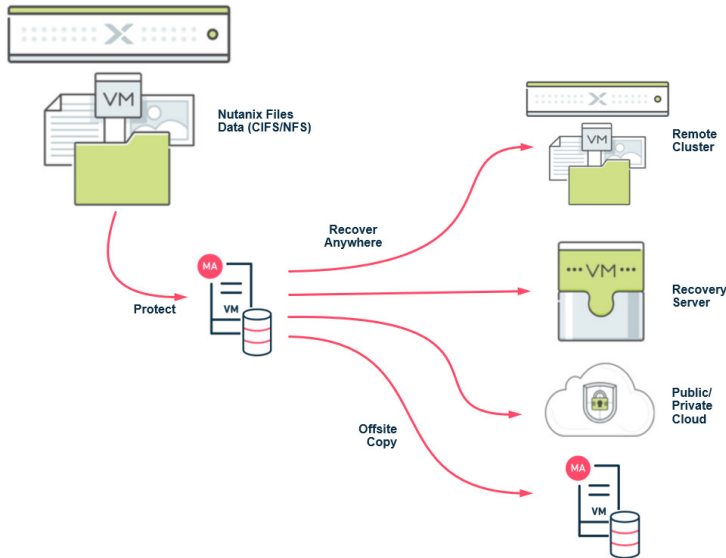 VM
Nutanix Files
Data (CIFS/NFS)
VM
Remote
Cluster
Recover
Anywhere
MA
VM
Protect
•••VM•••
Recovery
Server
Public/
Private
Cloud
Offsite
Copy
MA
VM